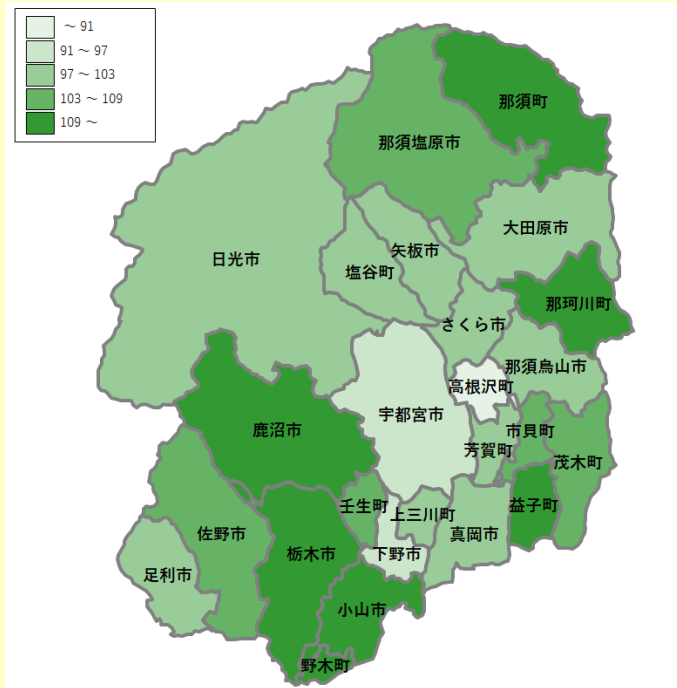 ～ 91
91 ～ 97
97 ～ 103
103 ～ 109
109 ～
那須町
那須塩原市
大田原市
矢板市
日光市
塩谷町
那珂川町
さくら市
那須烏山市
高根沢町
宇都宮市
鹿沼市
市貝町
芳賀町
茂木町
壬生町
益子町
上三川町
佐野市
真岡市
栃木市
下野市
足利市
小山市
野木町